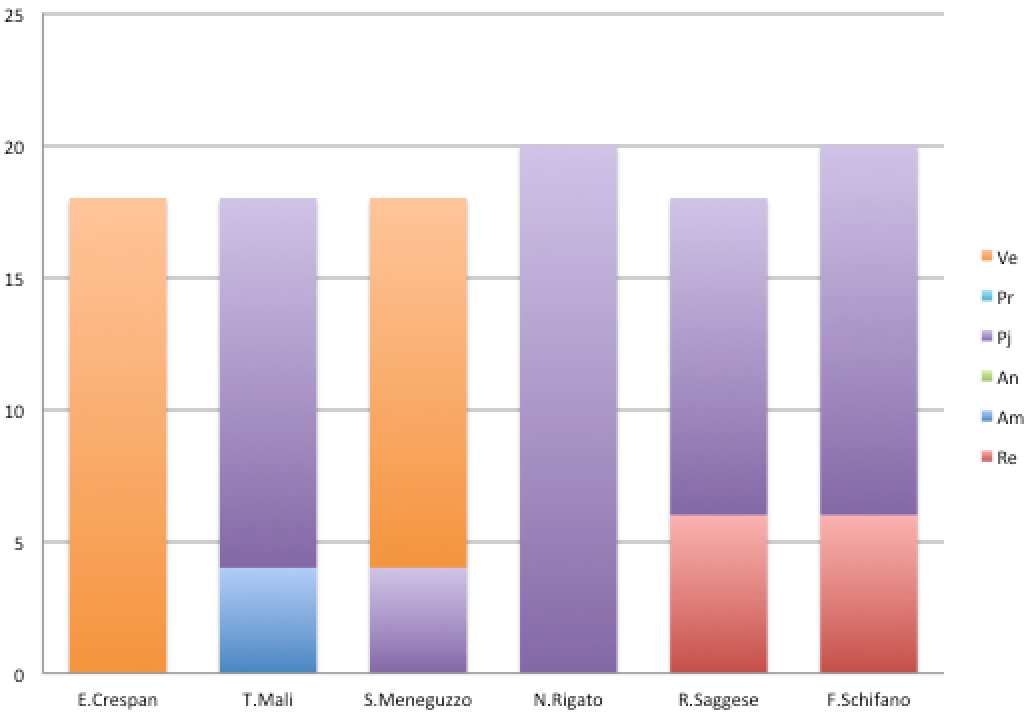 25
20
15
10
5
0
E.Crespan T.Mali S.Meneguzzo N.Rigato R.Saggese F.Schifano
Ve
Pr
Pj
An
Am
Re